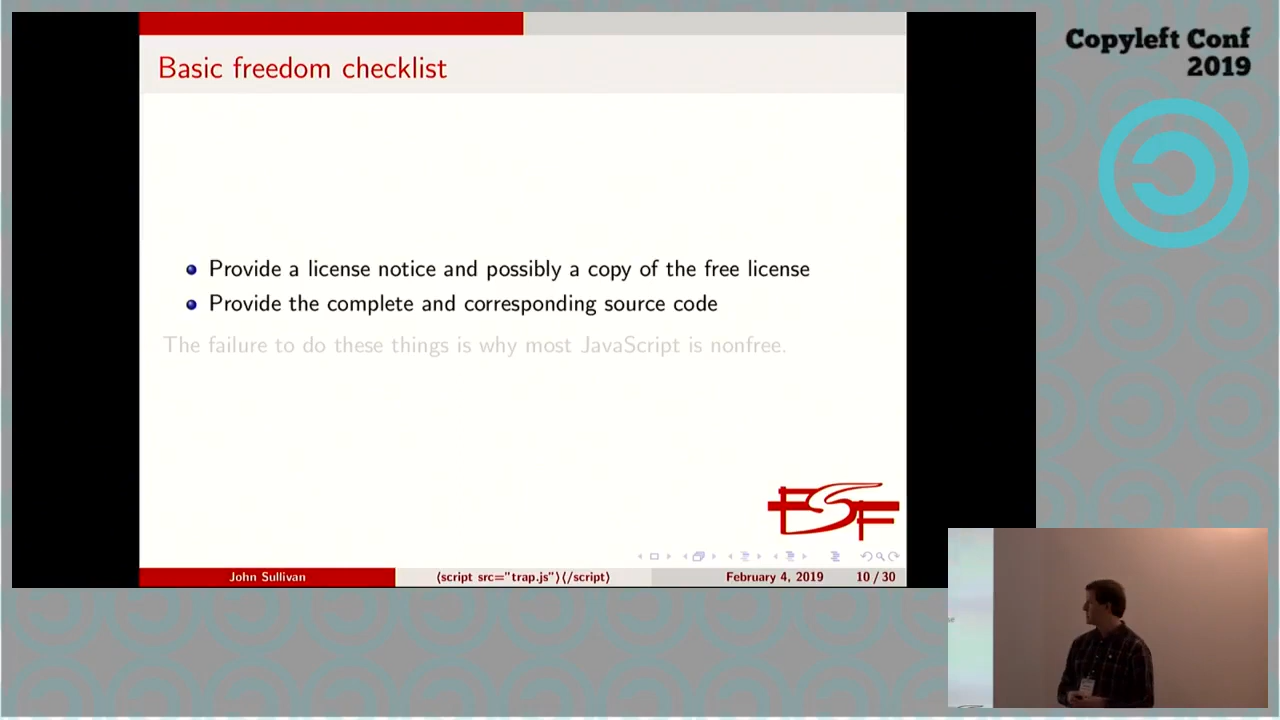 Copyleft Conf
2019
Basic freedom checklist
Provide a license notice and possibly a copy of the free license
Provide the complete and corresponding source code
The failure to do these things is why most JavaScript is nonfree.
FSF
John Sullivan
⟨script src="trap.js"⟩⟨/script⟩
February 4, 2019
10 / 30